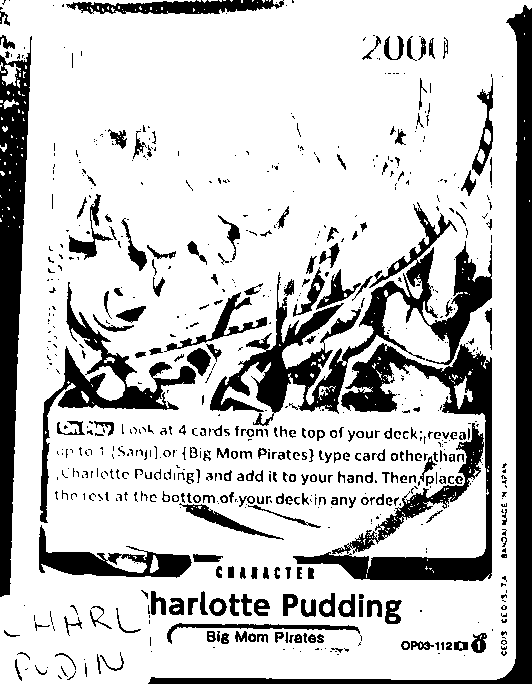 2000
On Play Look at 4 cards from the top of your deck; reveal
up to 1 [Sanji] or {Big Mom Pirates} type card other than
[Charlotte Pudding] and add it to your hand. Then, place
the rest at the bottom of your deck in any order.
CHARACTER
harlotte Pudding
Big Mom Pirates
OP03-112
CHARL
PUDIN
BANDAI MADE IN JAPAN